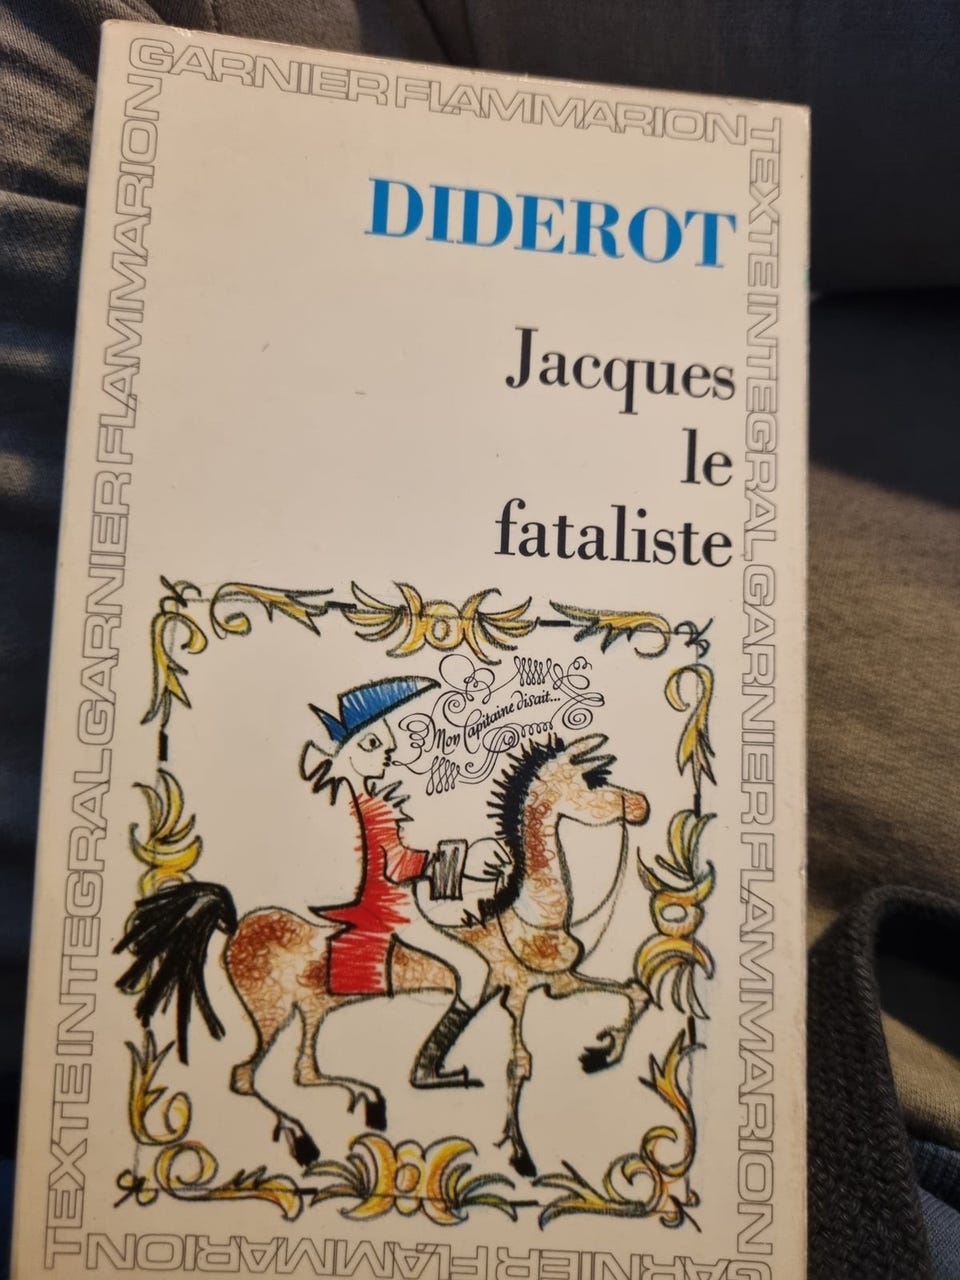 GARNIER FLAMMARION
TEXTE INTEGRAL GARNIER FLAMMARION
DIDEROT
Jacques
le
fataliste
Mon Capitaine disait...
TEXTE INTEGRAL GARNIER FLAMMARION
GARNIER FLAMMARION